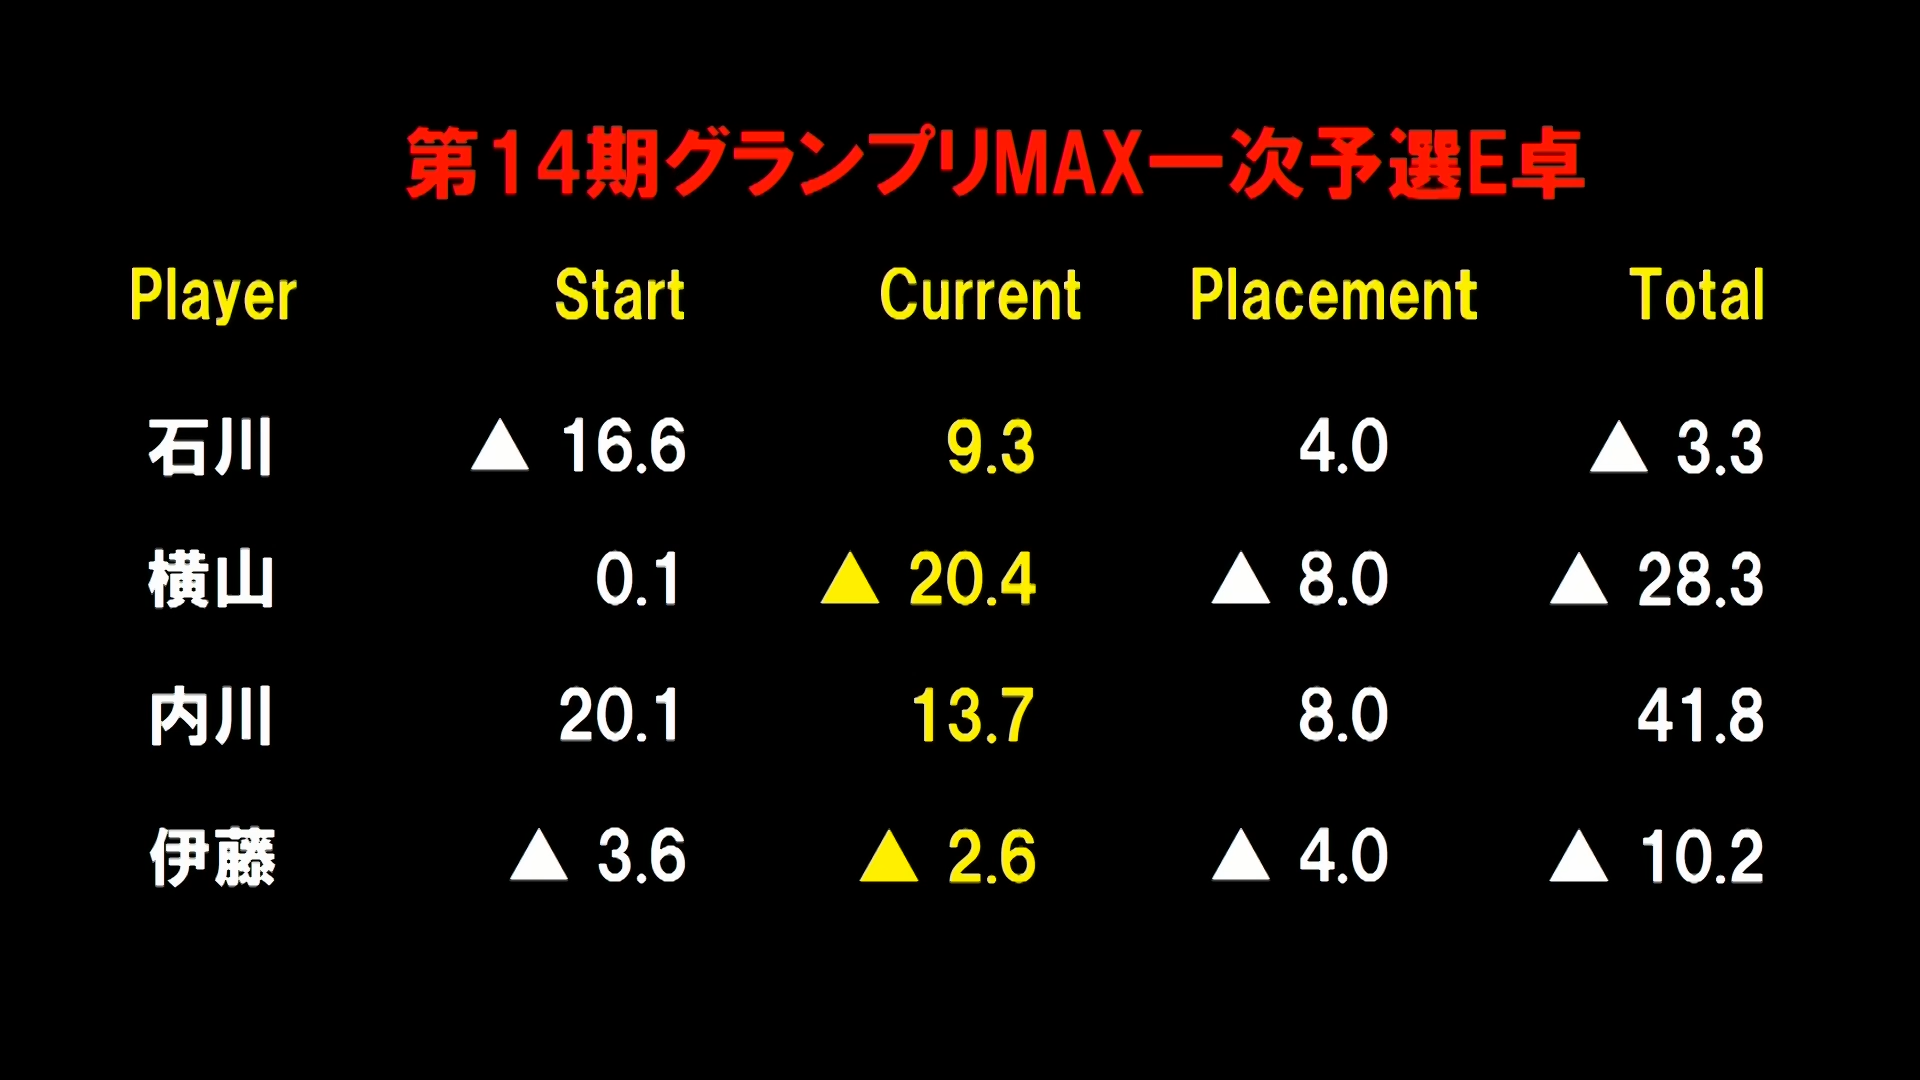 第14期グランプリMAX一次予選E卓
Player Start Current Placement Total
石川 ▲ 16.6 9.3 4.0 ▲ 3.3
横山 0.1 ▲ 20.4 ▲ 8.0 ▲ 28.3
内川 20.1 13.7 8.0 41.8
伊藤 ▲ 3.6 ▲ 2.6 ▲ 4.0 ▲ 10.2